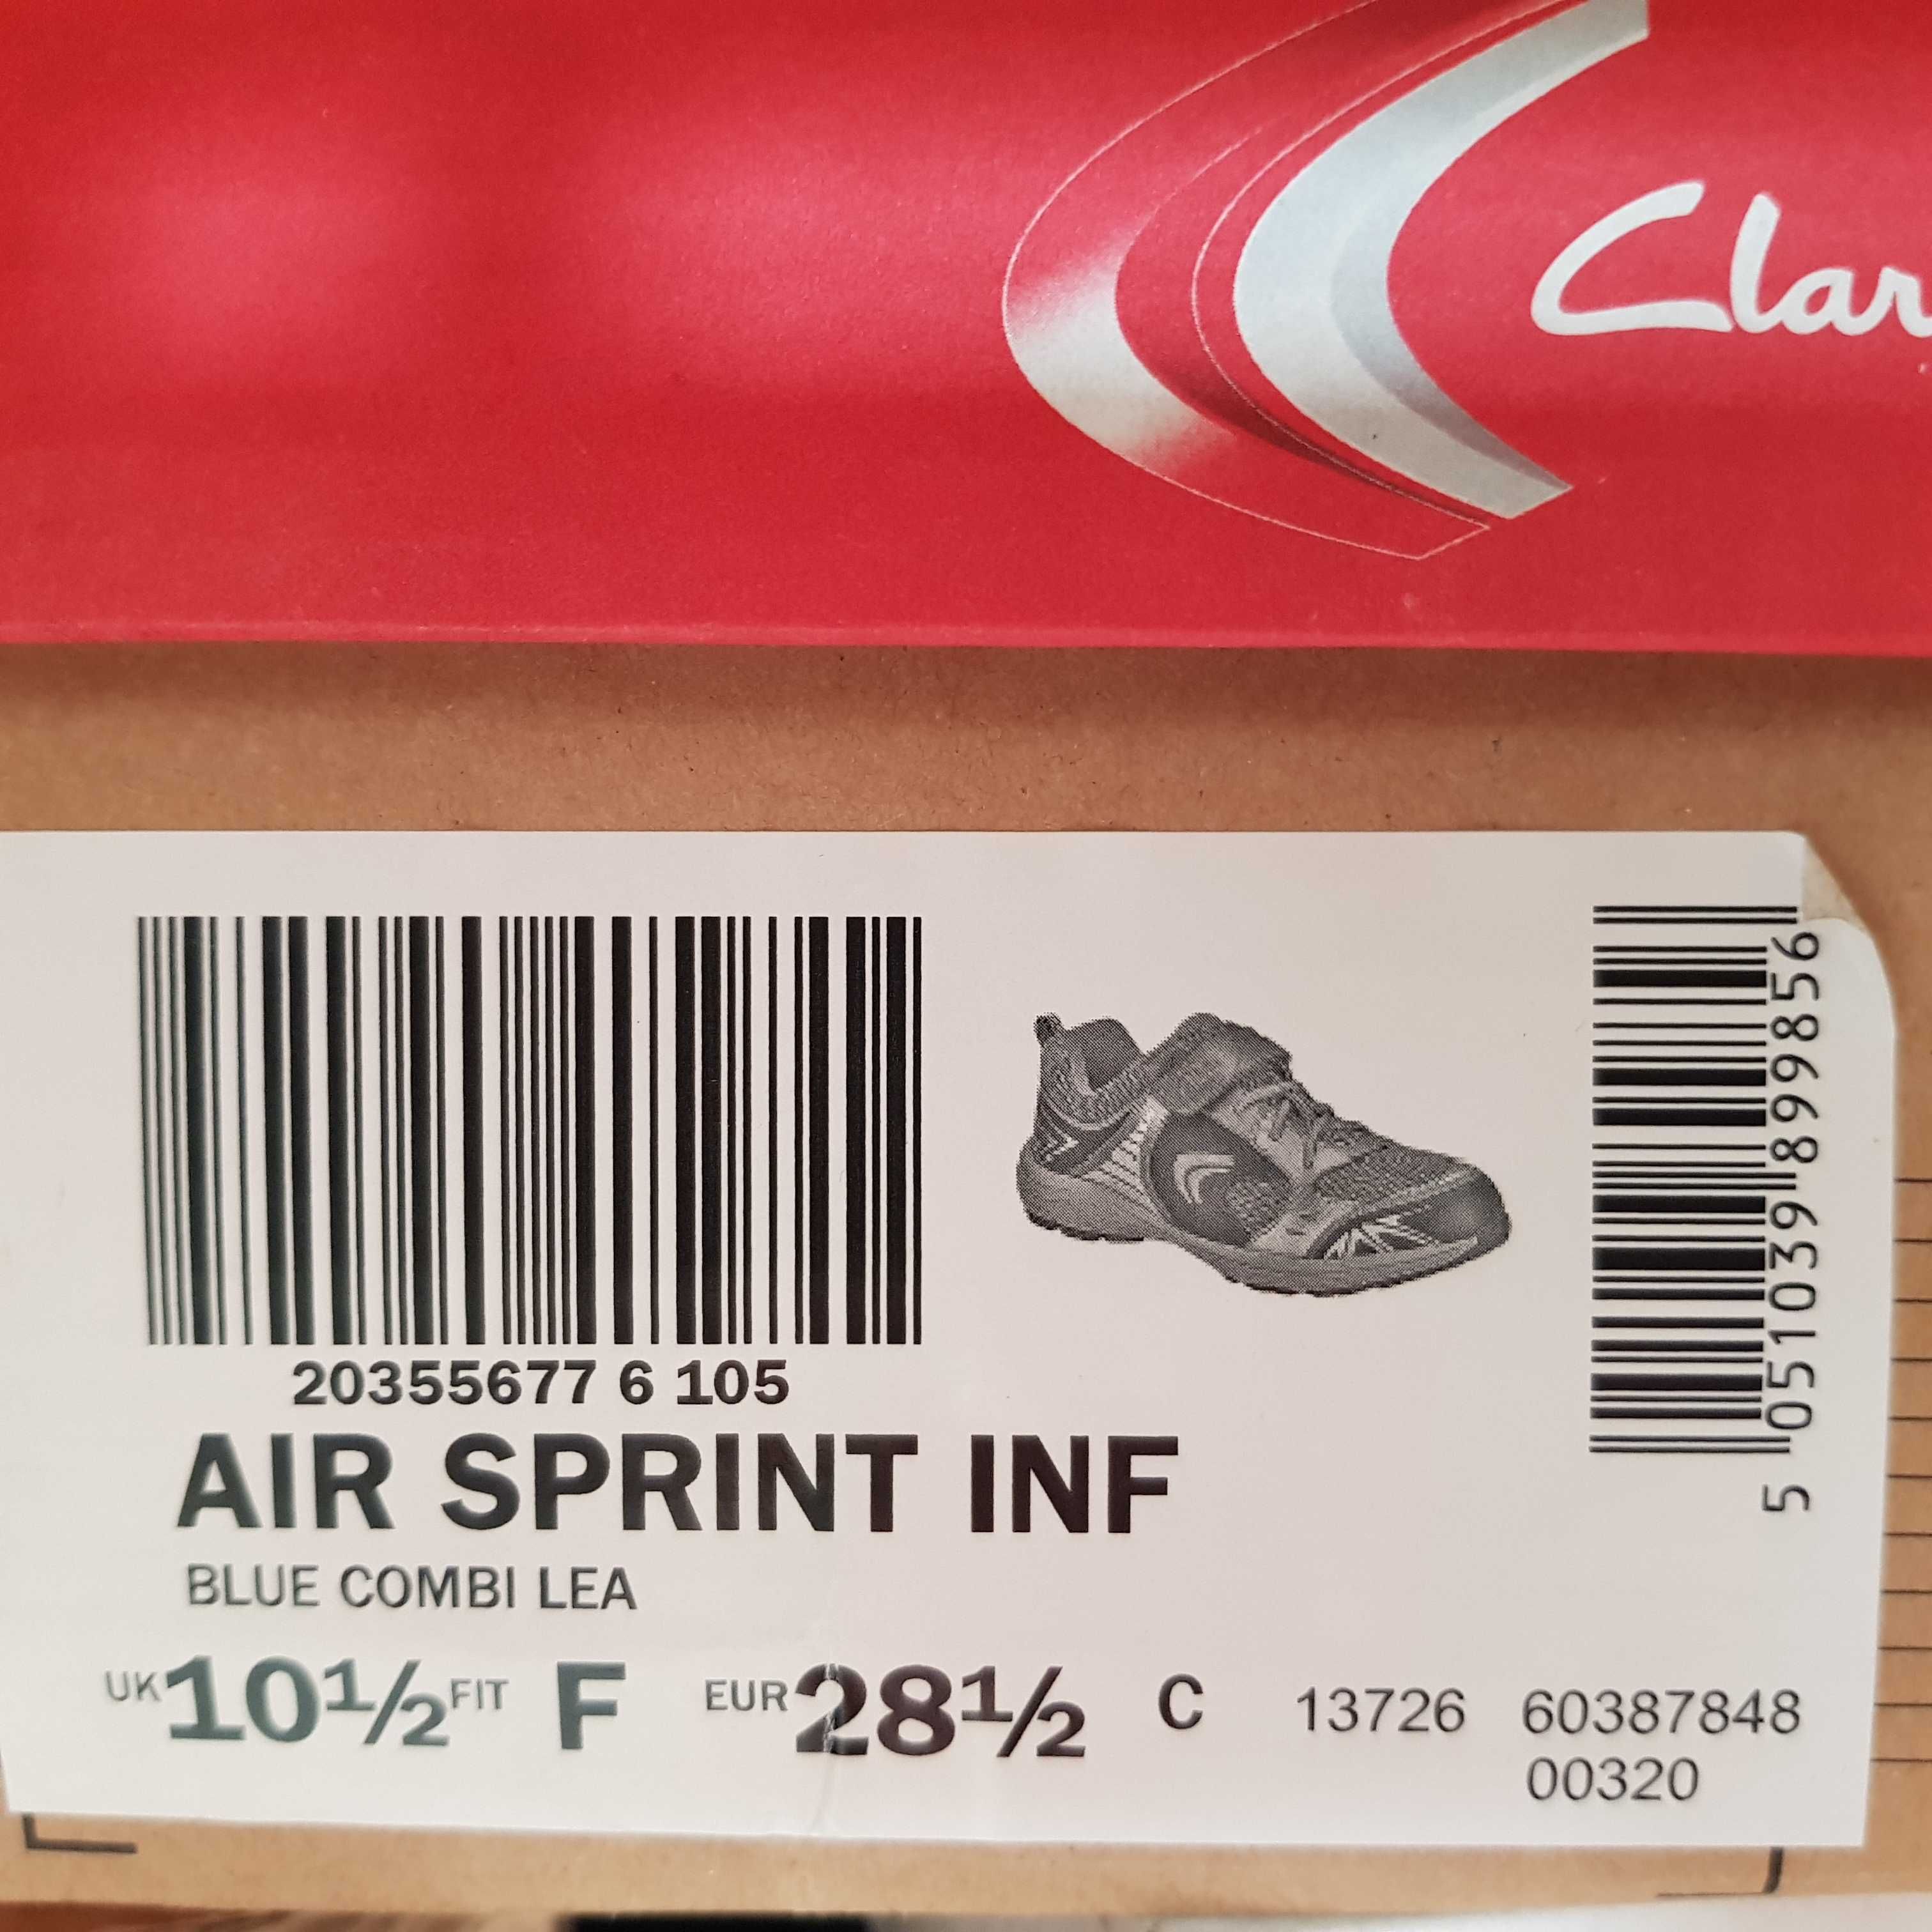 Clar
20355677 6 105
AIR SPRINT INF
BLUE COMBI LEA
UK 10½ FIT F EUR 28½ C 13726 60387848
00320
5 051039 899856